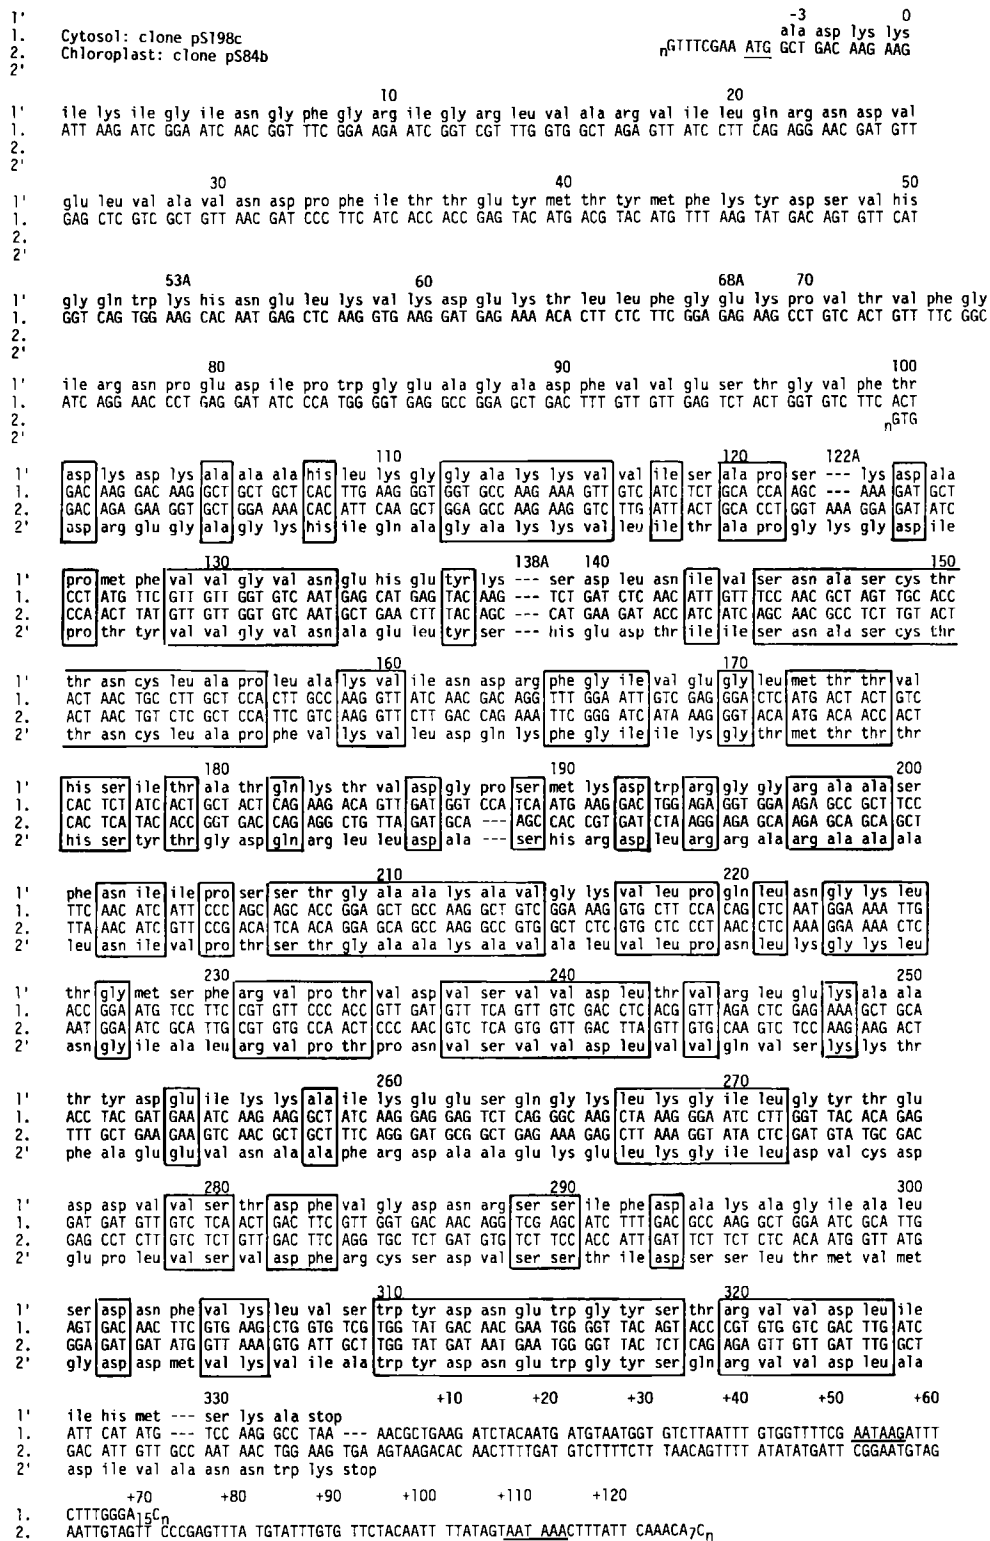 1' -3 0
1. Cytosol: clone pS198c ala asp lys lys
2. Chloroplast: clone pS84b nGTTTCGAA ATG GCT GAC AAG AAG
2'
10 20
1' ile lys ile gly ile asn gly phe gly arg ile gly arg leu val ala arg val ile leu gln arg asn asp val
1. ATT AAG ATC GGA ATC AAC GGT TTC GGA AGA ATC GGT CGT TTG GTG GCT AGA GTT ATC CTT CAG AGG AAC GAT GTT
2.
2'
30 40 50
1' glu leu val ala val asn asp pro phe ile thr thr glu tyr met thr tyr met phe lys tyr asp ser val his
1. GAG CTC GTC GCT GTT AAC GAT CCC TTC ATC ACC ACC GAG TAC ATG ACG TAC ATG TTT AAG TAT GAC AGT GTT CAT
2.
2'
53A 60 68A 70
1' gly gln trp lys his asn glu leu lys val lys asp glu lys thr leu leu phe gly glu lys pro val thr val phe gly
1. GGT CAG TGG AAG CAC AAT GAG CTC AAG GTG AAG GAT GAG AAA ACA CTT CTC TTC GGA GAG AAG CCT GTC ACT GTT TTC GGC
2.
2'
80 90 100
1' ile arg asn pro glu asp ile pro trp gly glu ala gly ala asp phe val val glu ser thr gly val phe thr
1. ATC AGG AAC CCT GAG GAT ATC CCA TGG GGT GAG GCC GGA GCT GAC TTT GTT GTT GAG TCT ACT GGT GTC TTC ACT
2. nGTG
2'
110 120 122A
1' asp lys asp lys ala ala ala his leu lys gly gly ala lys lys val val ile ser ala pro ser --- lys asp ala
1. GAC AAG GAC AAG GCT GCT GCT CAC TTG AAG GGT GGT GCC AAG AAA GTT GTC ATC TCT GCA CCA AGC --- AAA GAT GCT
2. GAC AGA GAA GGT GCT GGA AAA CAC ATT CAA GCT GGA GCC AAG AAG GTC TTG ATT ACT GCA CCT GGT AAA GGA GAT ATC
2' asp arg glu gly ala gly lys his ile gln ala gly ala lys lys val leu ile thr ala pro gly lys gly asp ile
130 138A 140 150
1' pro met phe val val gly val asn glu his glu tyr lys --- ser asp leu asn ile val ser asn ala ser cys thr
1. CCT ATG TTC GTT GTT GGT GTC AAT GAG CAT GAG TAC AAG --- TCT GAT CTC AAC ATT GTT TCC AAC GCT AGT TGC ACC
2. CCA ACT TAT GTT GTT GGT GTC AAT GCT GAA CTT TAC AGC --- CAT GAA GAT ACC ATC ATC AGC AAC GCC TCT TGT ACT
2' pro thr tyr val val gly val asn ala glu leu tyr ser --- his glu asp thr ile ile ser asn ala ser cys thr
160 170
1' thr asn cys leu ala pro leu ala lys val ile asn asp arg phe gly ile val glu gly leu met thr thr val
1. ACT AAC TGC CTT GCT CCA CTT GCC AAG GTT ATC AAC GAC AGG TTT GGA ATT GTC GAG GGA CTC ATG ACT ACT GTC
2. ACT AAC TGT CTC GCT CCA TTC GTC AAG GTT CTT GAC CAG AAA TTC GGG ATC ATA AAG GGT ACA ATG ACA ACC ACT
2' thr asn cys leu ala pro phe val lys val leu asp gln lys phe gly ile ile lys gly thr met thr thr thr
180 190 200
1' his ser ile thr ala thr gln lys thr val asp gly pro ser met lys asp trp arg gly gly arg ala ala ser
1. CAC TCT ATC ACT GCT ACT CAG AAG ACA GTT GAT GGT CCA TCA ATG AAG GAC TGG AGA GGT GGA AGA GCC GCT TCC
2. CAC TCA TAC ACC GGT GAC CAG AGG CTG TTA GAT GCA --- AGC CAC CGT GAT CTA AGG AGA GCA AGA GCA GCA GCT
2' his ser tyr thr gly asp gln arg leu leu asp ala --- ser his arg asp leu arg arg ala arg ala ala ala
210 220
1' phe asn ile ile pro ser ser thr gly ala ala lys ala val gly lys val leu pro gln leu asn gly lys leu
1. TTC AAC ATC ATT CCC AGC AGC ACC GGA GCT GCC AAG GCT GTC GGA AAG GTG CTT CCA CAG CTC AAT GGA AAA TTG
2. TTA AAC ATC GTT CCG ACA TCA ACA GGA GCA GCA AAG GCC GTG GCT CTC GTG CTC CCT AAC CTC AAA GGA AAA CTC
2' leu asn ile val pro thr ser thr gly ala ala lys ala val ala leu val leu pro asn leu lys gly lys leu
230 240 250
1' thr gly met ser phe arg val pro thr val asp val ser val val asp leu thr val arg leu glu lys ala ala
1. ACC GGA ATG TCC TTC CGT GTT CCC ACC GTT GAT GTT TCA GTT GTC GAC CTC ACG GTT AGA CTC GAG AAA GCT GCA
2. AAT GGA ATC GCA TTG CGT GTG CCA ACT CCC AAC GTC TCA GTG GTT GAC TTA GTT GTG CAA GTC TCC AAG AAG ACT
2' asn gly ile ala leu arg val pro thr pro asn val ser val val asp leu val val gln val ser lys lys thr
260 270
1' thr tyr asp glu ile lys lys ala ile lys glu glu ser gln gly lys leu lys gly ile leu gly tyr thr glu
1. ACC TAC GAT GAA ATC AAG AAG GCT ATC AAG GAG GAG TCT CAG GGC AAG CTA AAG GGA ATC CTT GGT TAC ACA GAG
2. TTT GCT GAA GAA GTC AAC GCT GCT TTC AGG GAT GCG GCT GAG AAA GAG CTT AAA GGT ATA CTC GAT GTA TGC GAC
2' phe ala glu glu val asn ala ala phe arg asp ala ala glu lys glu leu lys gly ile leu asp val cys asp
280 290 300
1' asp asp val val ser thr asp phe val gly asp asn arg ser ser ile phe asp ala lys ala gly ile ala leu
1. GAT GAT GTT GTC TCA ACT GAC TTC GTT GGT GAC AAC AGG TCG AGC ATC TTT GAC GCC AAG GCT GGA ATC GCA TTG
2. GAG CCT CTT GTC TCT GTT GAC TTC AGG TGC TCT GAT GTG TCT TCC ACC ATT GAT TCT TCT CTC ACA ATG GTT ATG
2' glu pro leu val ser val asp phe arg cys ser asp val ser ser thr ile asp ser ser leu thr met val met
310 320
1' ser asp asn phe val lys leu val ser trp tyr asp asn glu trp gly tyr ser thr arg val val asp leu ile
1. AGT GAC AAC TTC GTG AAG CTG GTG TCG TGG TAT GAC AAC GAA TGG GGT TAC AGT ACC CGT GTG GTC GAC TTG ATC
2. GGA GAT GAT ATG GTT AAA GTG ATT GCT TGG TAT GAT AAT GAA TGG GGT TAC TCT CAG AGA GTT GTT GAT TTG GCT
2' gly asp asp met val lys val ile ala trp tyr asp asn glu trp gly tyr ser gln arg val val asp leu ala
330 +10 +20 +30 +40 +50 +60
1' ile his met --- ser lys ala stop
1. ATT CAT ATG --- TCC AAG GCC TAA --- AACGCTGAAG ATCTACAATG ATGTAATGGT GTCTTAATTT GTGGTTTTCG AATAAGATTT
2. GAC ATT GTT GCC AAT AAC TGG AAG TGA AGTAAGACAC AACTTTTGAT GTCTTTTCTT TAACAGTTTT ATATATGATT CGGAATGTAG
2' asp ile val ala asn asn trp lys stop
+70 +80 +90 +100 +110 +120
1. CTTTGGGA15Cn
2. AATTGTAGTT CCCGAGTTTA TGTATTTGTG TTCTACAATT TTATAGTAAT AAACTTTATT CAAACA7Cn